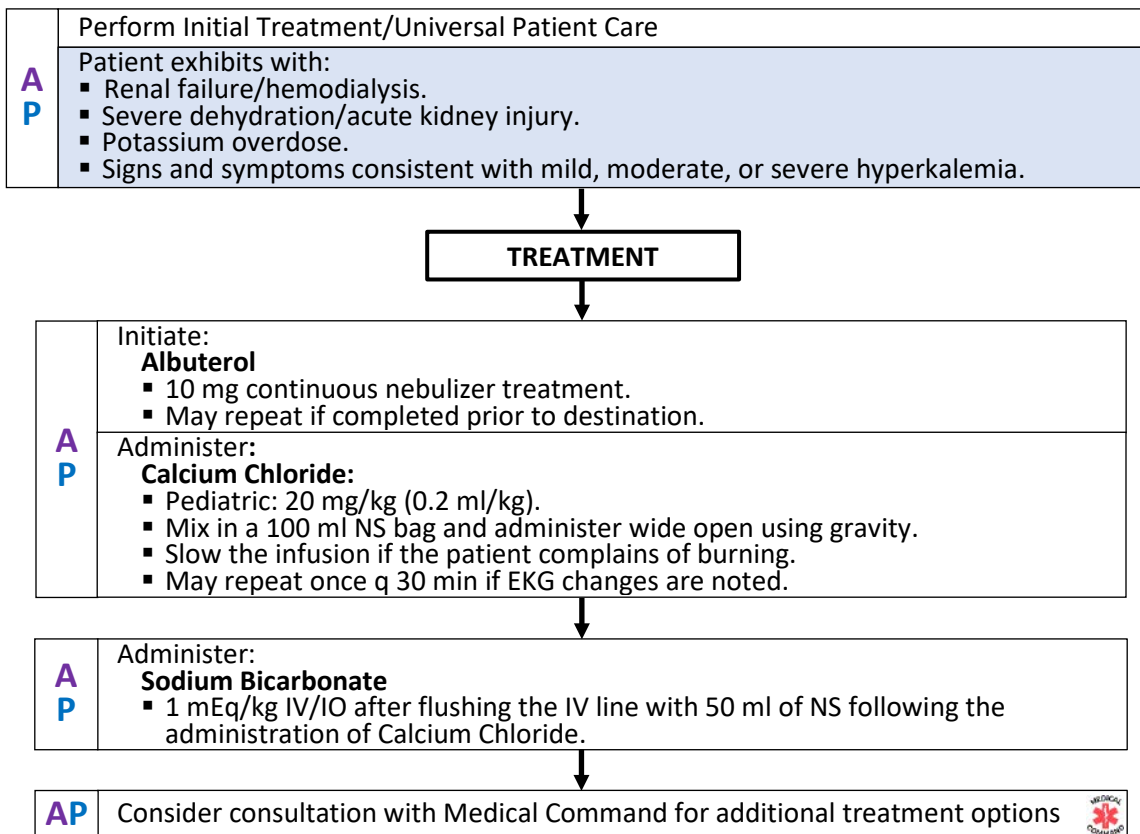 Perform Initial Treatment/Universal Patient Care
A
P
Patient exhibits with:
▪ Renal failure/hemodialysis.
▪ Severe dehydration/acute kidney injury.
▪ Potassium overdose.
▪ Signs and symptoms consistent with mild, moderate, or severe hyperkalemia.
TREATMENT
A
P
Initiate:
Albuterol
▪ 10 mg continuous nebulizer treatment.
▪ May repeat if completed prior to destination.
Administer:
Calcium Chloride:
▪ Pediatric: 20 mg/kg (0.2 ml/kg).
▪ Mix in a 100 ml NS bag and administer wide open using gravity.
▪ Slow the infusion if the patient complains of burning.
▪ May repeat once q 30 min if EKG changes are noted.
A
P
Administer:
Sodium Bicarbonate
▪ 1 mEq/kg IV/IO after flushing the IV line with 50 ml of NS following the
administration of Calcium Chloride.
AP Consider consultation with Medical Command for additional treatment options
MEDICAL
COMMAND